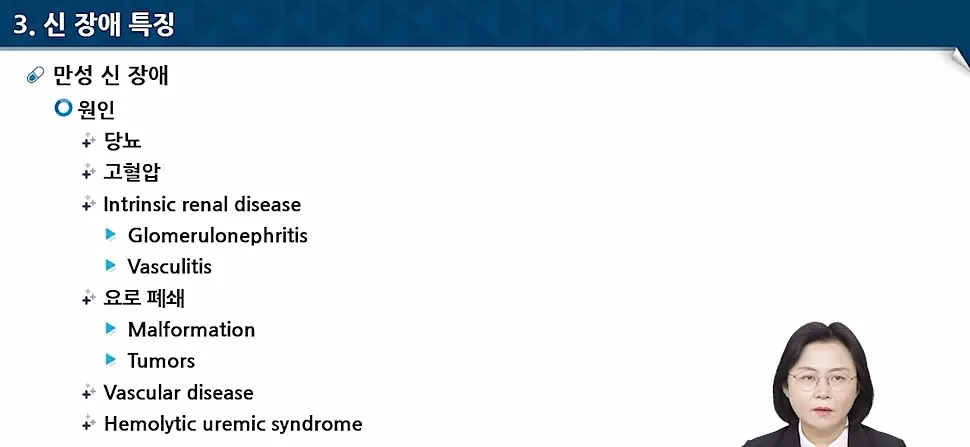 3. 신 장애 특징
만성 신 장애
원인
당뇨
고혈압
Intrinsic renal disease
Glomerulonephritis
Vasculitis
요로 폐쇄
Malformation
Tumors
Vascular disease
Hemolytic uremic syndrome